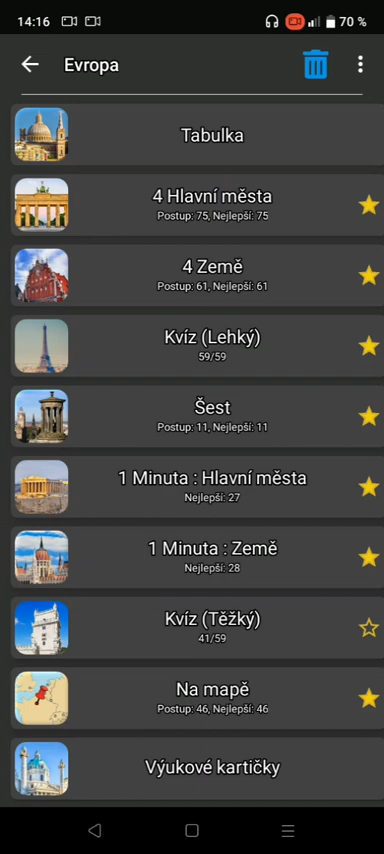 14:16
70 %
Evropa
Tabulka
4 Hlavní města
Postup: 75, Nejlepší: 75
4 Země
Postup: 61, Nejlepší: 61
Kvíz (Lehký)
59/59
Šest
Postup: 11, Nejlepší: 11
1 Minuta : Hlavní města
Nejlepší: 27
1 Minuta : Země
Nejlepší: 28
Kvíz (Těžký)
41/59
Na mapě
Postup: 46, Nejlepší: 46
Výukové kartičky